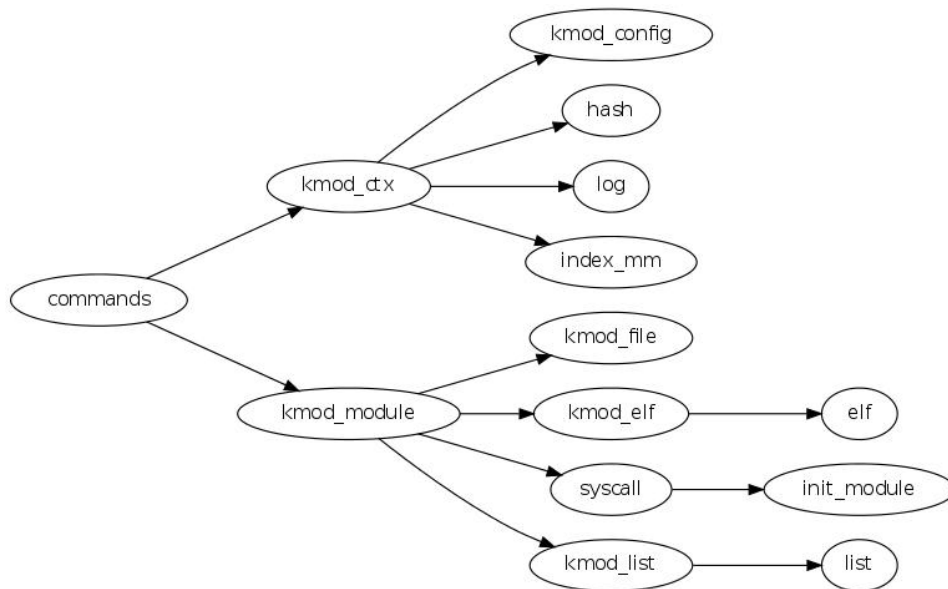 kmod_config
hash
kmod_ctx
log
index_mm
commands
kmod_file
kmod_module
kmod_elf
elf
syscall
init_module
kmod_list
list